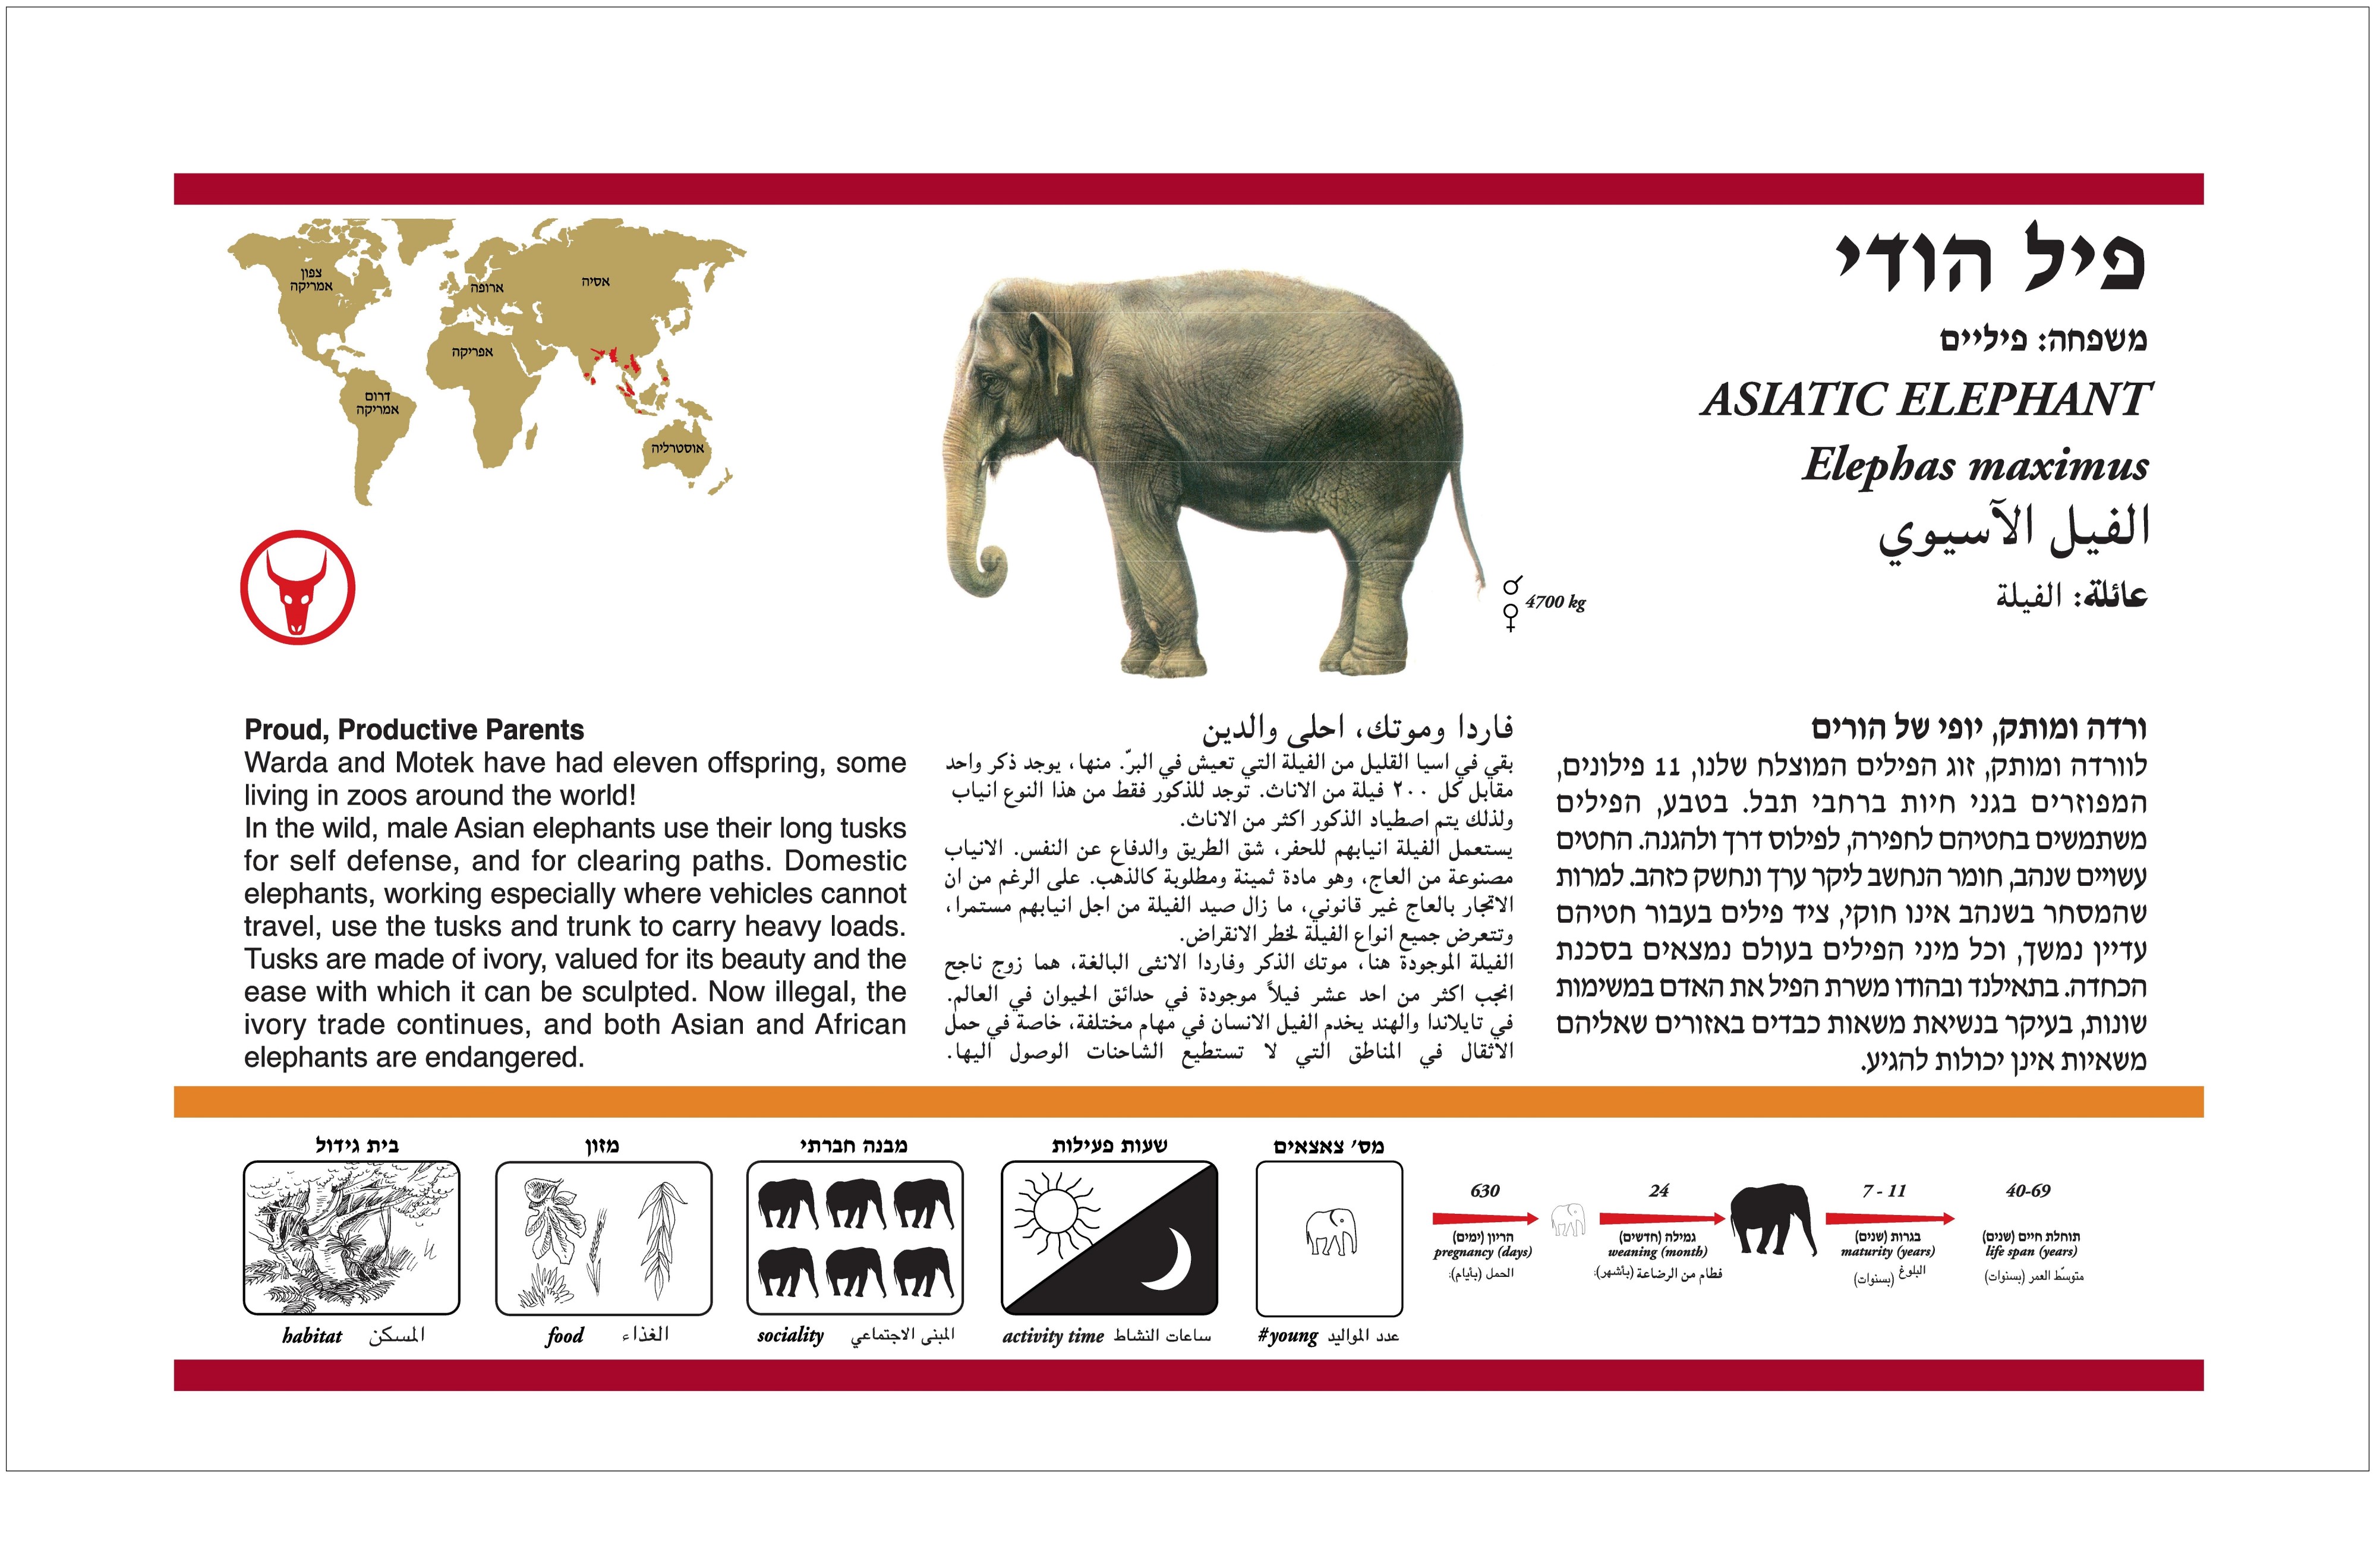 צפון
אמריקה
ארופה
אסיה
אפריקה
דרום
אמריקה
אוסטרליה
פיל הודי
משפחה: פיליים
ASIATIC ELEPHANT
Elephas maximus
الفيل الآسيوي
عائلة: الفيلة
4700 kg
Proud, Productive Parents
Warda and Motek have had eleven offspring, some
living in zoos around the world!
In the wild, male Asian elephants use their long tusks
for self defense, and for clearing paths. Domestic
elephants, working especially where vehicles cannot
travel, use the tusks and trunk to carry heavy loads.
Tusks are made of ivory, valued for its beauty and the
ease with which it can be sculpted. Now illegal, the
ivory trade continues, and both Asian and African
elephants are endangered.
فاردا وموتك، احلى والدين
بقي في اسيا القليل من الفيلة التي تعيش في البرّ. منها، يوجد ذكر واحد
مقابل كل ٢٠٠ فيلة من الاناث. توجد للذكور فقط من هذا النوع انياب
ولذلك يتم اصطياد الذكور اكثر من الاناث.
يستعمل الفيلة انيابهم للحفر، شق الطريق والدفاع عن النفس. الانياب
مصنوعة من العاج، وهو مادة ثمينة ومطلوبة كالذهب. على الرغم من ان
الاتجار بالعاج غير قانوني، ما زال صيد الفيلة من اجل انيابهم مستمرا،
وتتعرض جميع انواع الفيلة لخطر الانقراض.
الفيلة الموجودة هنا، موتك الذكر وفاردا الانثى البالغة، هما زوج ناجح
انجب اكثر من احد عشر فيلاً موجودة في حدائق الحيوان في العالم.
في تايلاندا والهند يخدم الفيل الانسان في مهام مختلفة، خاصة في حمل
الاثقال في المناطق التي لا تستطيع الشاحنات الوصول اليها.
ורדה ומותק, יופי של הורים
לוורדה ומותק, זוג הפילים המוצלח שלנו, 11 פילונים,
המפוזרים בגני חיות ברחבי תבל. בטבע, הפילים
משתמשים בחטיהם לחפירה, לפילוס דרך ולהגנה. החטים
עשויים שנהב, חומר הנחשב ליקר ערך ונחשק כזהב. למרות
שהמסחר בשנהב אינו חוקי, ציד פילים בעבור חטיהם
עדיין נמשך, וכל מיני הפילים בעולם נמצאים בסכנת
הכחדה. בתאילנד ובהודו משרת הפיל את האדם במשימות
שונות, בעיקר בנשיאת משאות כבדים באזורים שאליהם
משאיות אינן יכולות להגיע.
בית גידול
habitat المسكن
מזון
food الغذاء
מבנה חברתי
sociality المبنى الاجتماعي
שעות פעילות
activity time ساعات النشاط
מס' צאצאים
#young عدد المواليد
630
הריון (ימים)
pregnancy (days)
الحمل (بأيام):
24
גמילה (חדשים)
weaning (month)
فطام من الرضاعة (بأشهر):
7 - 11
בגרות (שנים)
maturity (years)
البلوغ (بسنوات)
40-69
תוחלת חיים (שנים)
life span (years)
متوسّط العمر (بسنوات)